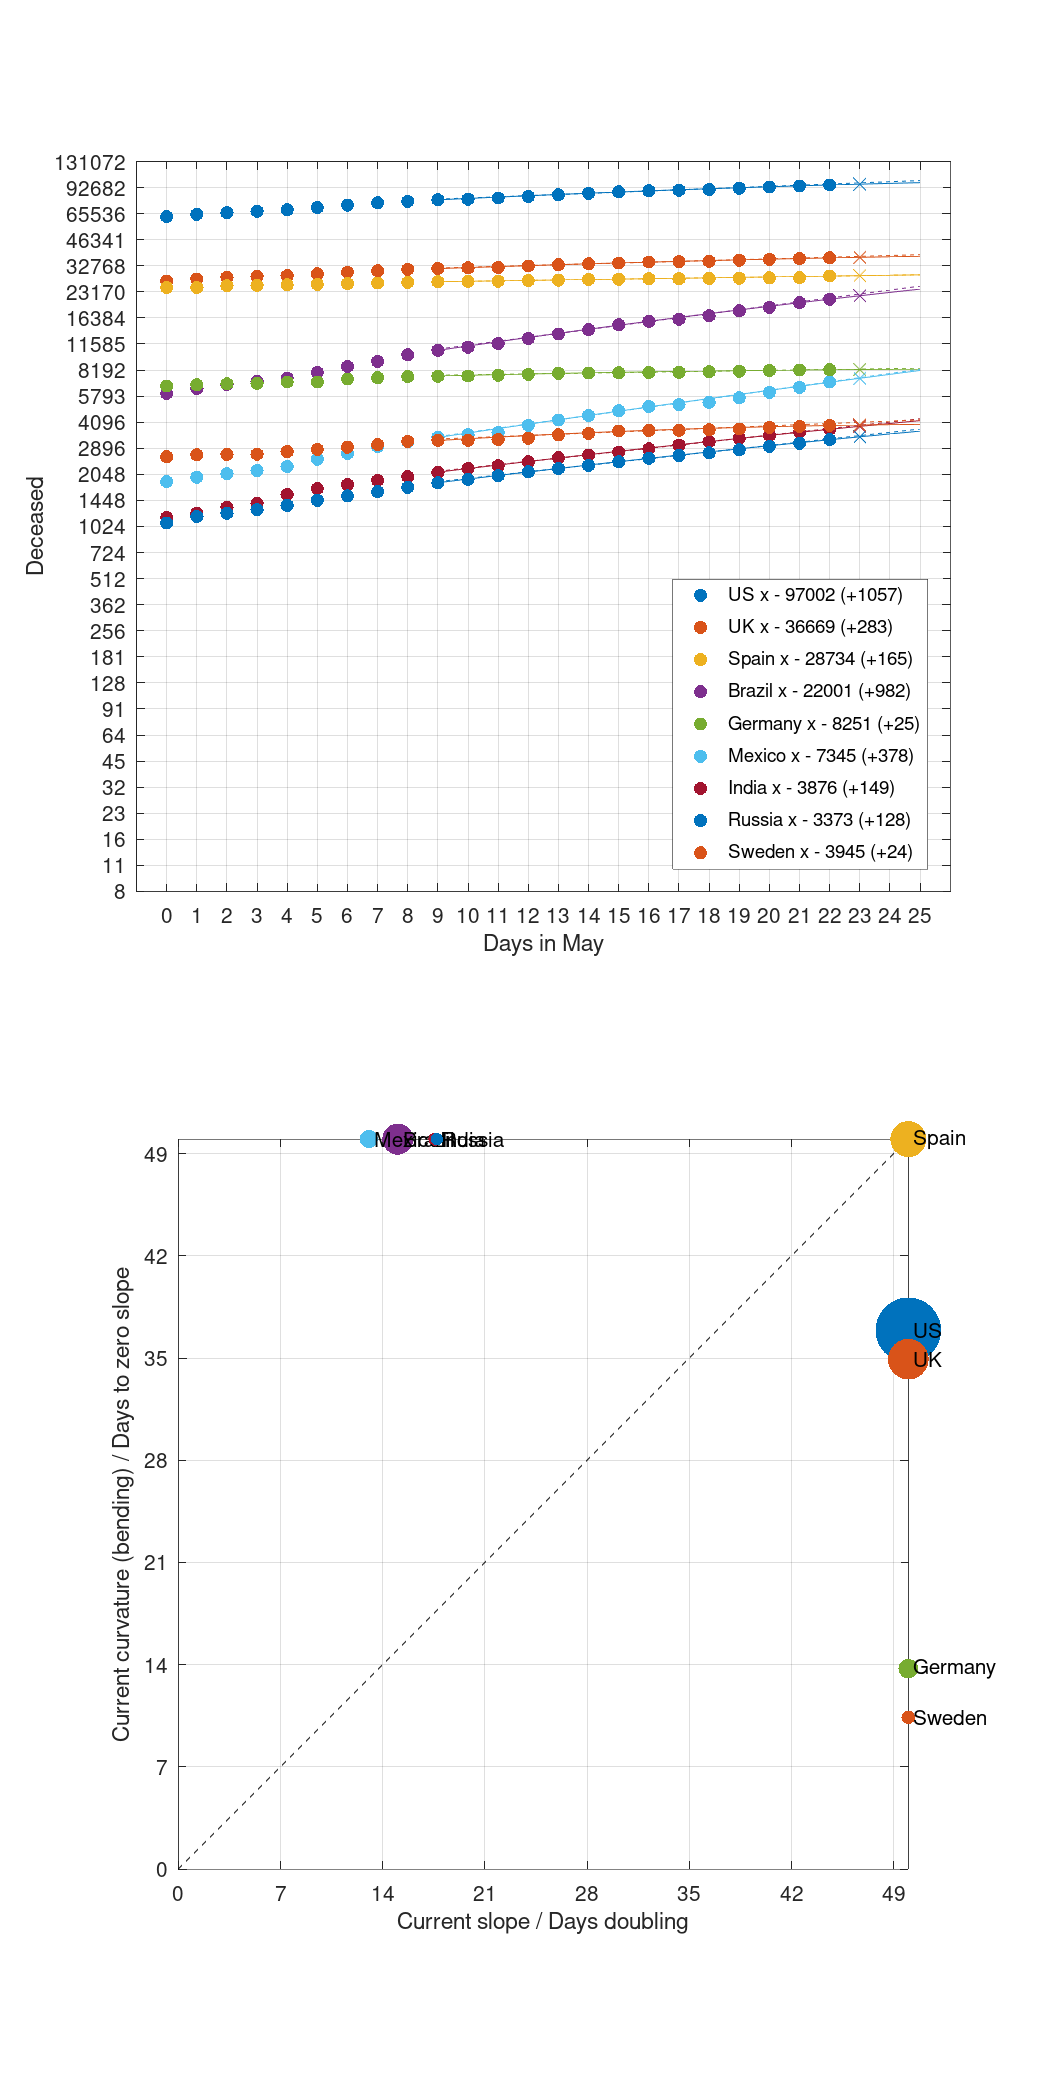 131072
92682
65536
46341
32768
23170
16384
11585
8192
5793
4096
2896
2048
1448
1024
724
512
362
256
181
128
91
64
45
32
23
16
11
8
Deceased
US x - 97002 (+1057)
UK x - 36669 (+283)
Spain x - 28734 (+165)
Brazil x - 22001 (+982)
Germany x - 8251 (+25)
Mexico x - 7345 (+378)
India x - 3876 (+149)
Russia x - 3373 (+128)
Sweden x - 3945 (+24)
0 1 2 3 4 5 6 7 8 9 10 11 12 13 14 15 16 17 18 19 20 21 22 23 24 25
Days in May
Mexico Brazil India Russia
Spain
US
UK
Germany
Sweden
49
42
35
28
21
14
7
0
Current curvature (bending) / Days to zero slope
0 7 14 21 28 35 42 49
Current slope / Days doubling